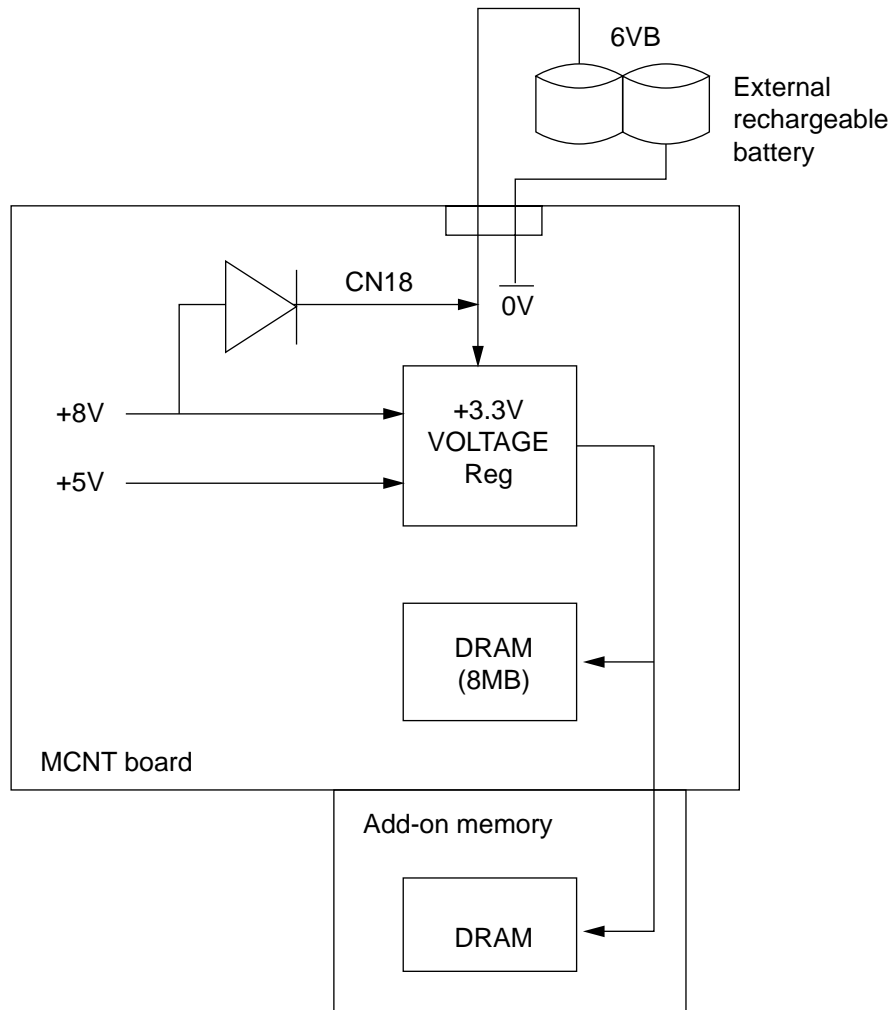 6VB
External
rechargeable
battery
CN18
0V
+8V
+3.3V
VOLTAGE
Reg
+5V
DRAM
(8MB)
MCNT board
Add-on memory
DRAM